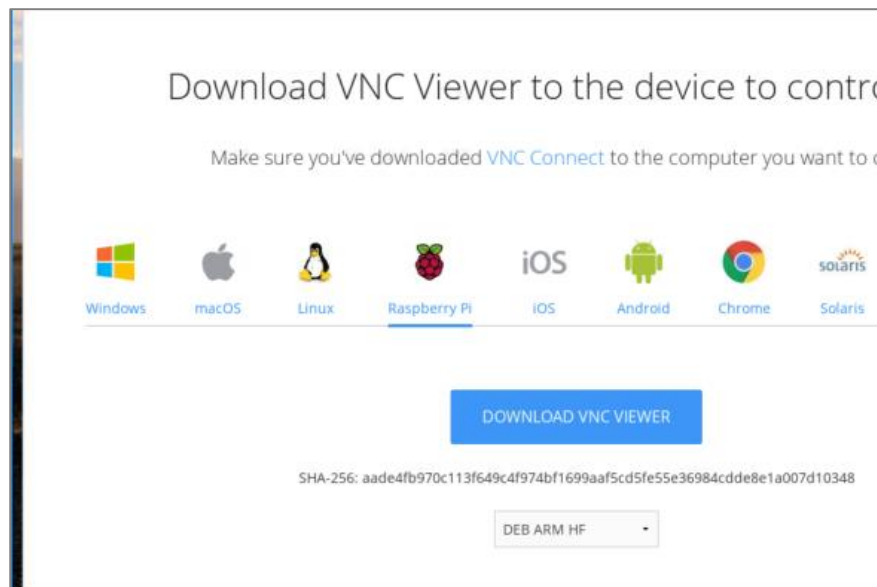 Download VNC Viewer to the device to contro
Make sure you've downloaded VNC Connect to the computer you want to c
iOS
solaris
Windows macOS Linux Raspberry Pi iOS Android Chrome Solaris
DOWNLOAD VNC VIEWER
SHA-256: aade4fb970c113f649c4f974bf1699aaf5cd5fe55e36984cdde8e1a007d10348
DEB ARM HF